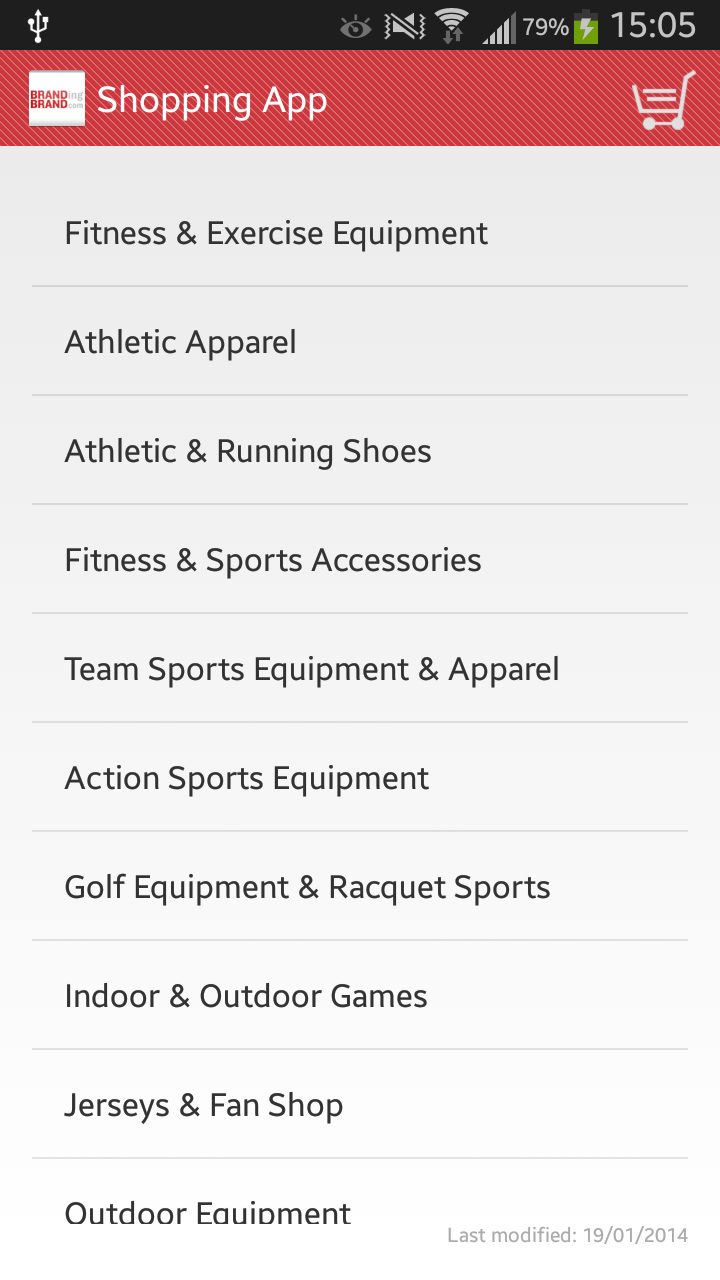 79% 15:05
BRANDing
BRAND.com
Shopping App
Fitness & Exercise Equipment
Athletic Apparel
Athletic & Running Shoes
Fitness & Sports Accessories
Team Sports Equipment & Apparel
Action Sports Equipment
Golf Equipment & Racquet Sports
Indoor & Outdoor Games
Jerseys & Fan Shop
Outdoor Equipment
Last modified: 19/01/2014